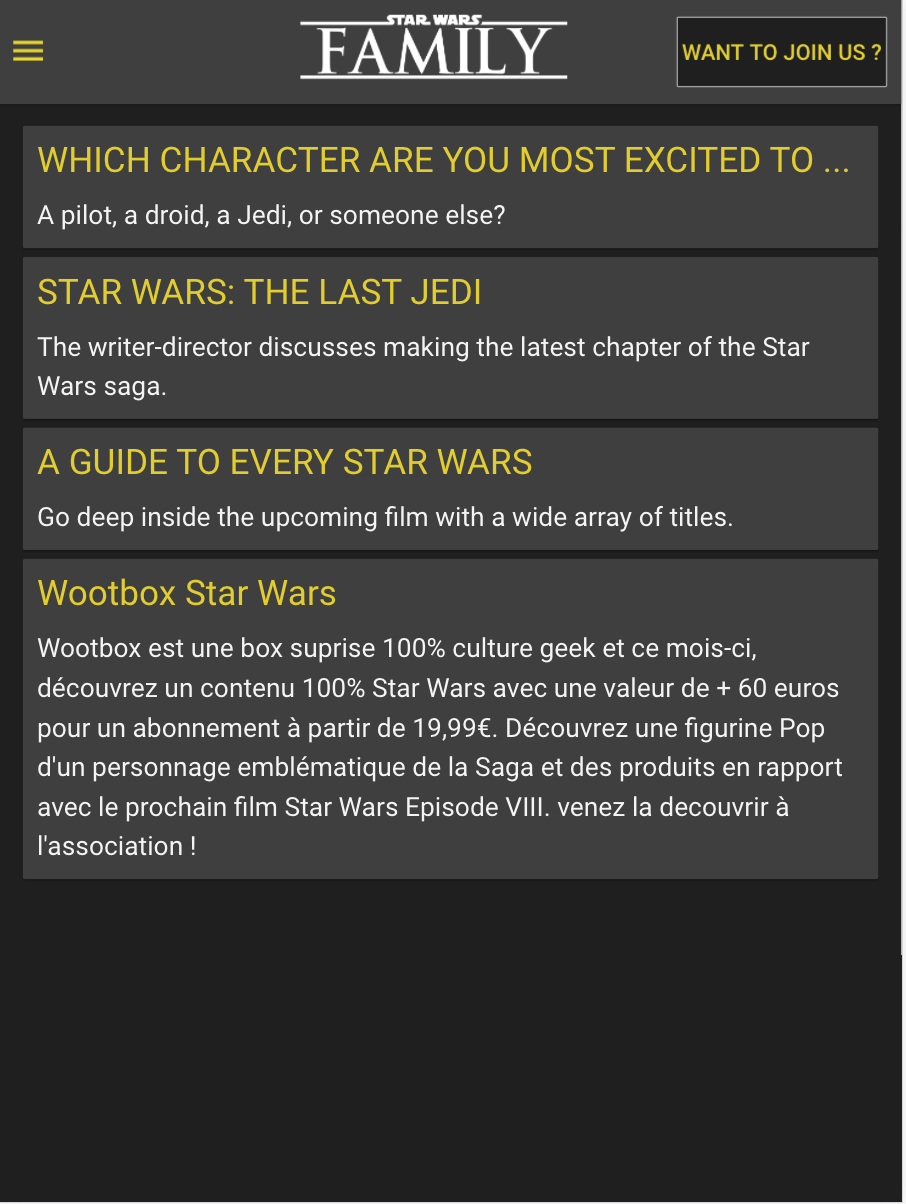 STAR WARS
FAMILY
WANT TO JOIN US ?
WHICH CHARACTER ARE YOU MOST EXCITED TO ...
A pilot, a droid, a Jedi, or someone else?
STAR WARS: THE LAST JEDI
The writer-director discusses making the latest chapter of the Star
Wars saga.
A GUIDE TO EVERY STAR WARS
Go deep inside the upcoming film with a wide array of titles.
Wootbox Star Wars
Wootbox est une box suprise 100% culture geek et ce mois-ci,
découvrez un contenu 100% Star Wars avec une valeur de + 60 euros
pour un abonnement à partir de 19,99€. Découvrez une figurine Pop
d'un personnage emblématique de la Saga et des produits en rapport
avec le prochain film Star Wars Episode VIII. venez la decouvrir à
l'association !